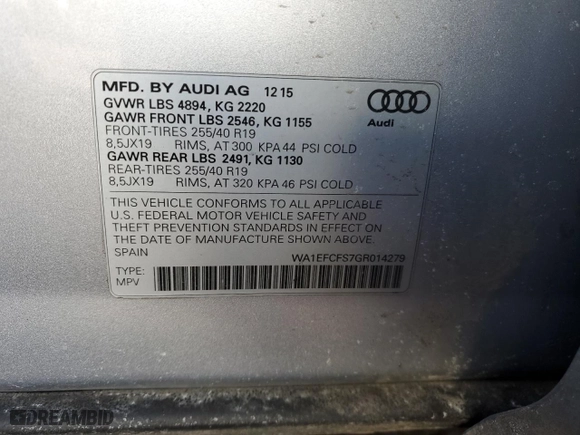 MFD. BY AUDI AG 12 15
GVWR LBS 4894, KG 2220
GAWR FRONT LBS 2546, KG 1155
FRONT-TIRES 255/40 R19
8,5JX19 RIMS, AT 300 KPA 44 PSI COLD
GAWR REAR LBS 2491, KG 1130
REAR-TIRES 255/40 R19
8,5JX19 RIMS, AT 320 KPA 46 PSI COLD
Audi
THIS VEHICLE CONFORMS TO ALL APPLICABLE
U.S. FEDERAL MOTOR VEHICLE SAFETY AND
THEFT PREVENTION STANDARDS IN EFFECT ON
THE DATE OF MANUFACTURE SHOWN ABOVE.
SPAIN WA1EFCFS7GR014279
TYPE:
MPV
DREAMBID